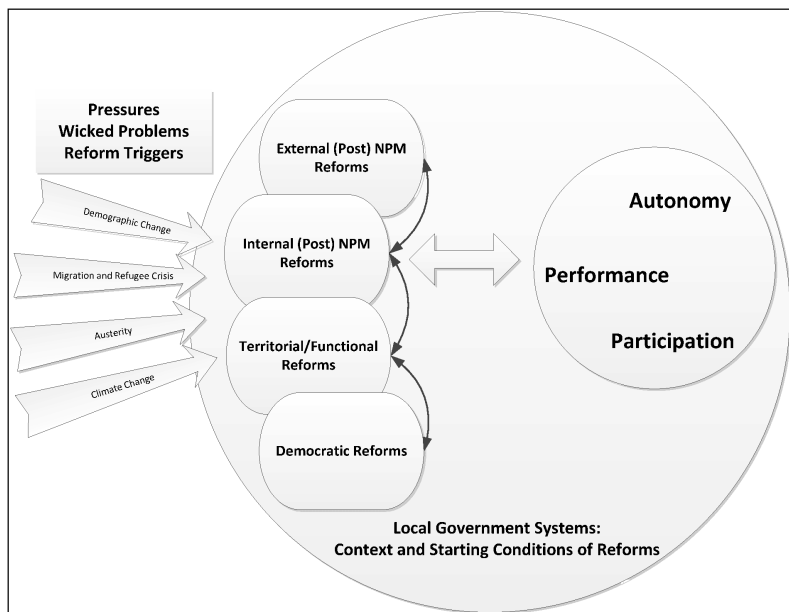 Pressures
Wicked Problems
Reform Triggers
Demographic Change
Migration and Refugee Crisis
Austerity
Climate Change
External (Post) NPM
Reforms
Internal (Post) NPM
Reforms
Territorial/Functional
Reforms
Democratic Reforms
Autonomy
Performance
Participation
Local Government Systems:
Context and Starting Conditions of Reforms